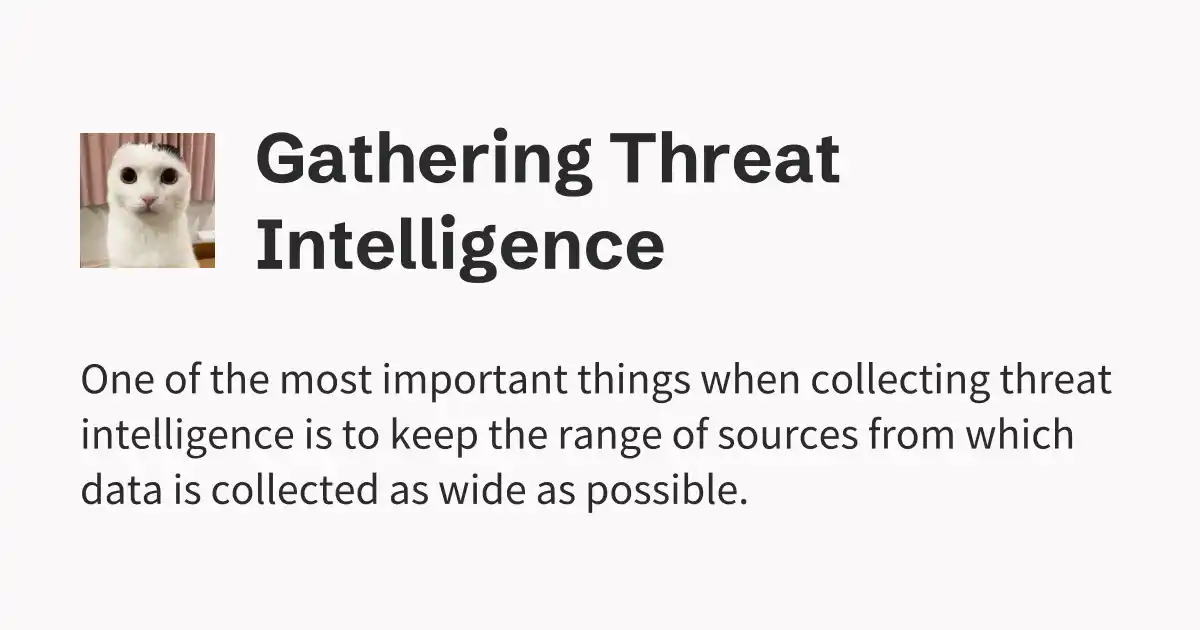 Gathering Threat
Intelligence
One of the most important things when collecting threat
intelligence is to keep the range of sources from which
data is collected as wide as possible.